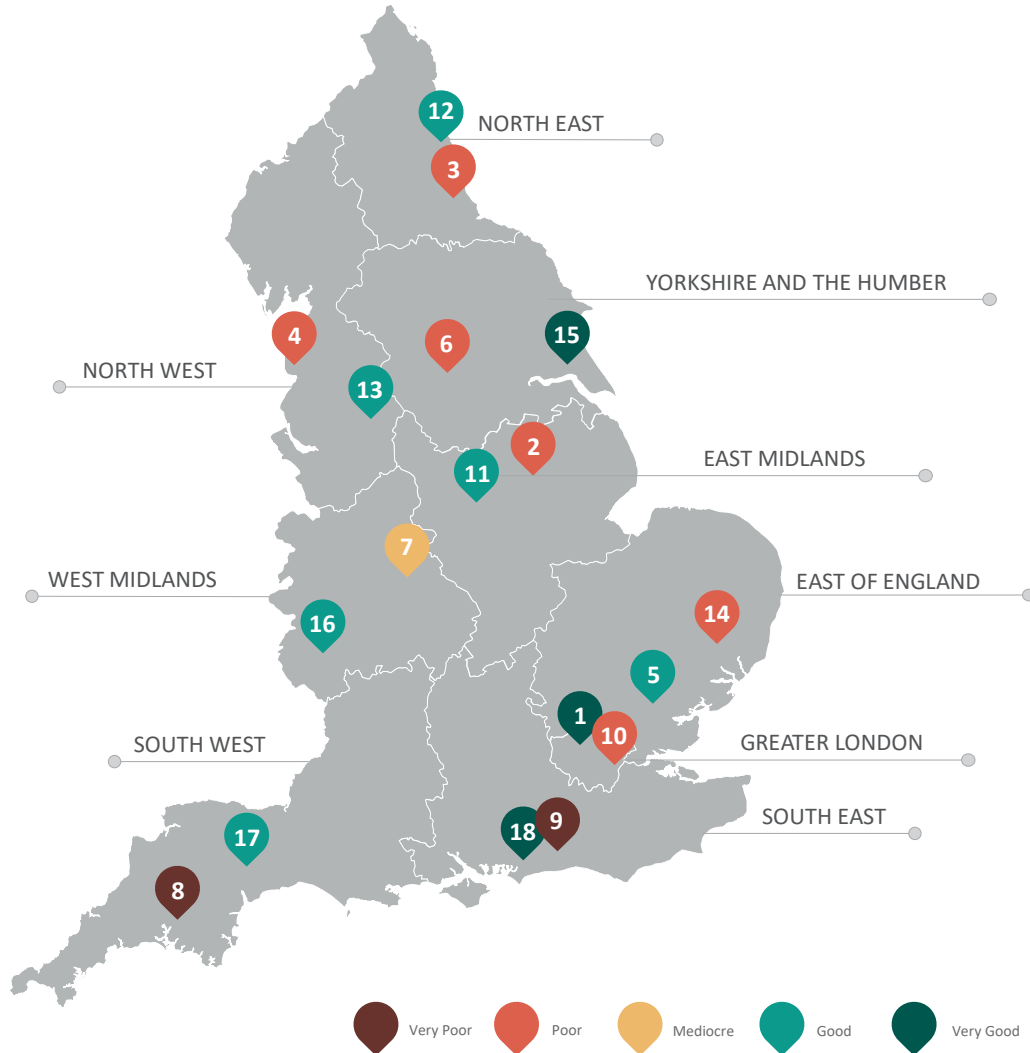 12
NORTH EAST
3
YORKSHIRE AND THE HUMBER
4
6
15
NORTH WEST
13
2
11
EAST MIDLANDS
7
WEST MIDLANDS
EAST OF ENGLAND
16
14
5
1
10
SOUTH WEST
GREATER LONDON
9
18
SOUTH EAST
17
8
Very Poor
Poor
Mediocre
Good
Very Good